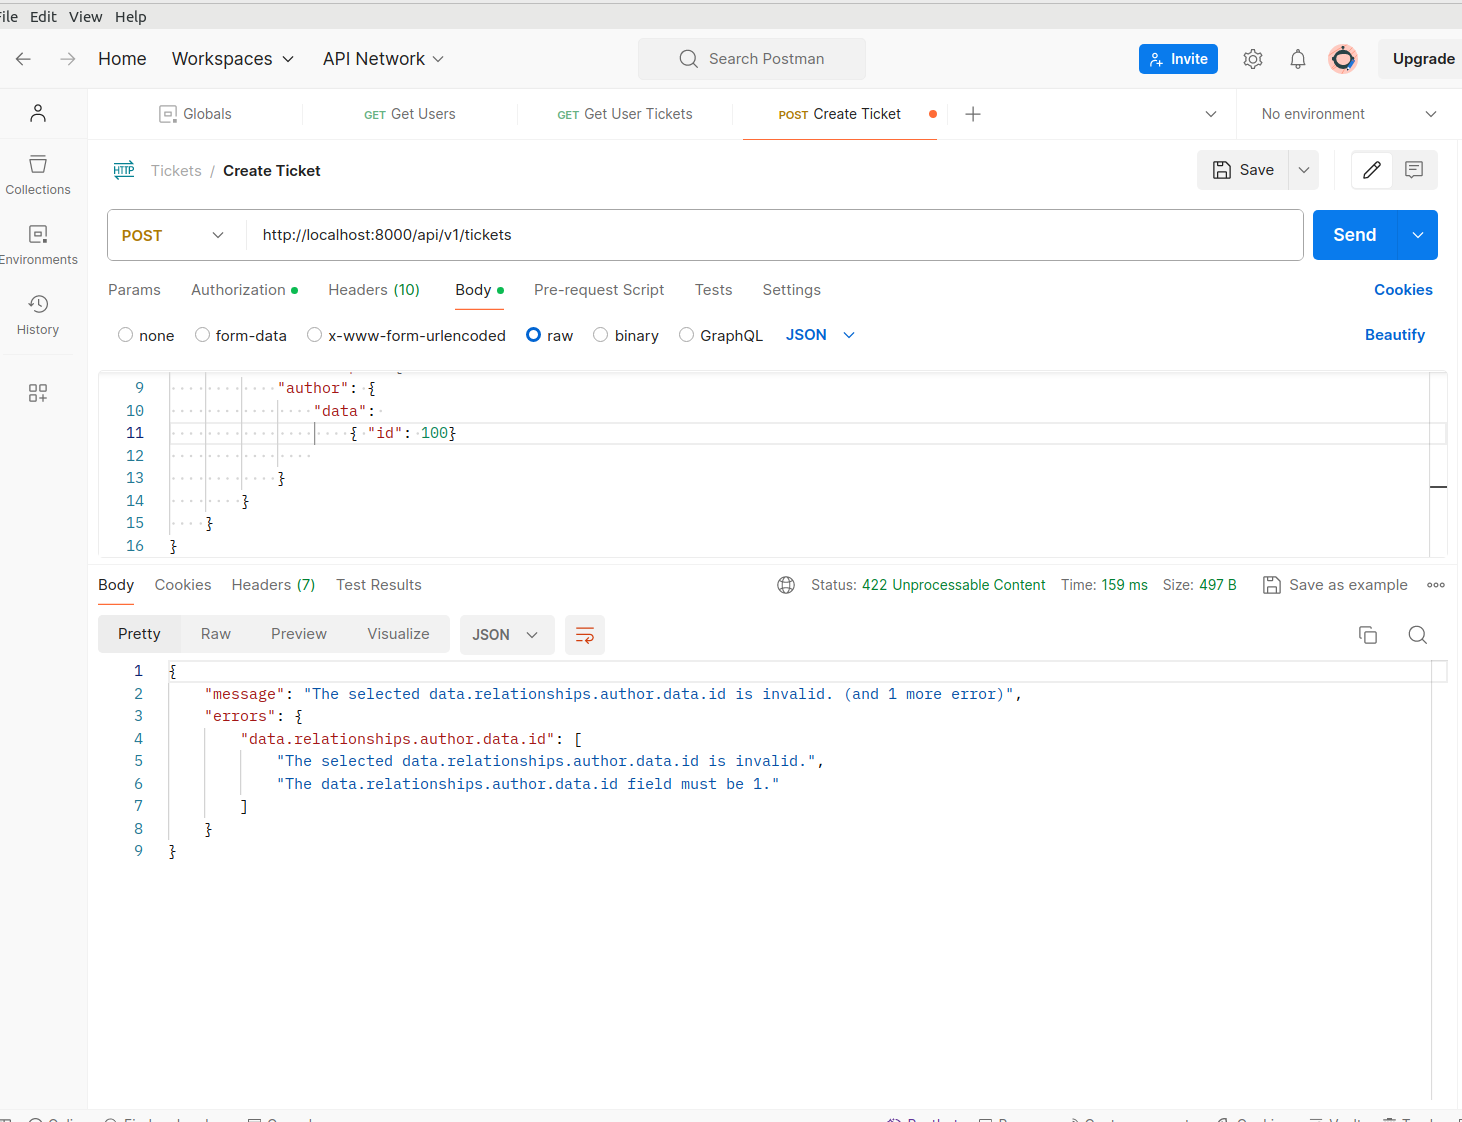 File Edit View Help
Home Workspaces API Network Search Postman Invite Upgrade
Globals GET Get Users GET Get User Tickets POST Create Ticket No environment
HTTP Tickets / Create Ticket Save
Collections
Environments
History
POST http://localhost:8000/api/v1/tickets Send
Params Authorization Headers (10) Body Pre-request Script Tests Settings Cookies
none form-data x-www-form-urlencoded raw binary GraphQL JSON Beautify
9 "author": {
10 "data":
11 { "id": 100}
12
13 }
14 }
15 }
16 }
Body Cookies Headers (7) Test Results Status: 422 Unprocessable Content Time: 159 ms Size: 497 B Save as example
Pretty Raw Preview Visualize JSON
1 {
2 "message": "The selected data.relationships.author.data.id is invalid. (and 1 more error)",
3 "errors": {
4 "data.relationships.author.data.id": [
5 "The selected data.relationships.author.data.id is invalid.",
6 "The data.relationships.author.data.id field must be 1."
7 ]
8 }
9 }